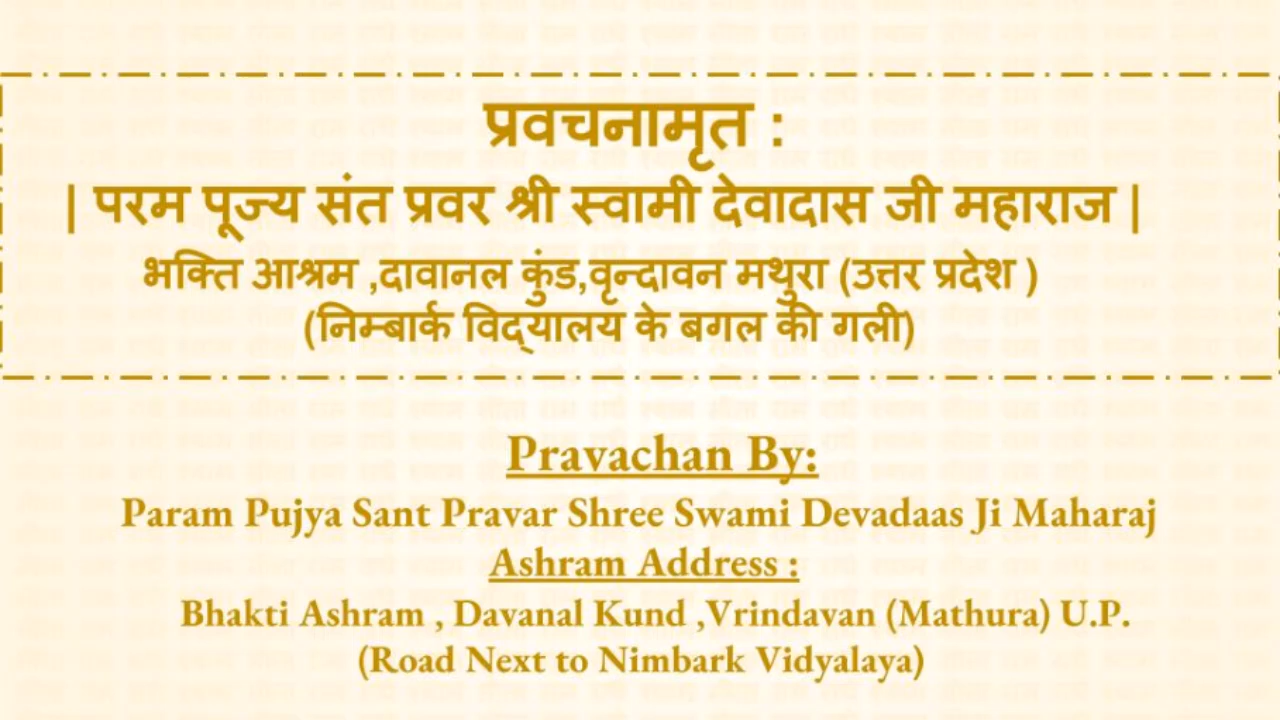 प्रवचनामृत :
| परम पूज्य संत प्रवर श्री स्वामी देवादास जी महाराज |
भक्ति आश्रम ,दावानल कुंड,वृन्दावन मथुरा (उत्तर प्रदेश )
(निम्बार्क विद्यालय के बगल की गली)
Pravachan By:
Param Pujya Sant Pravar Shree Swami Devadaas Ji Maharaj
Ashram Address :
Bhakti Ashram , Davanal Kund ,Vrindavan (Mathura) U.P.
(Road Next to Nimbark Vidyalaya)